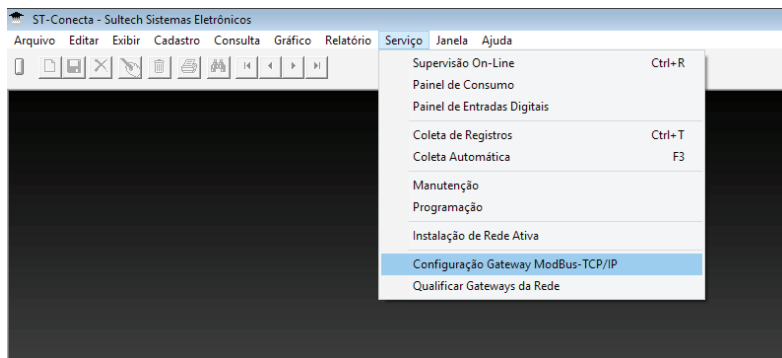 ST-Conecta - Sultech Sistemas Eletrônicos
Arquivo Editar Exibir Cadastro Consulta Gráfico Relatório Serviço Janela Ajuda
Supervisão On-Line Ctrl+R
Painel de Consumo
Painel de Entradas Digitais
Coleta de Registros Ctrl+T
Coleta Automática F3
Manutenção
Programação
Instalação de Rede Ativa
Configuração Gateway ModBus-TCP/IP
Qualificar Gateways da Rede